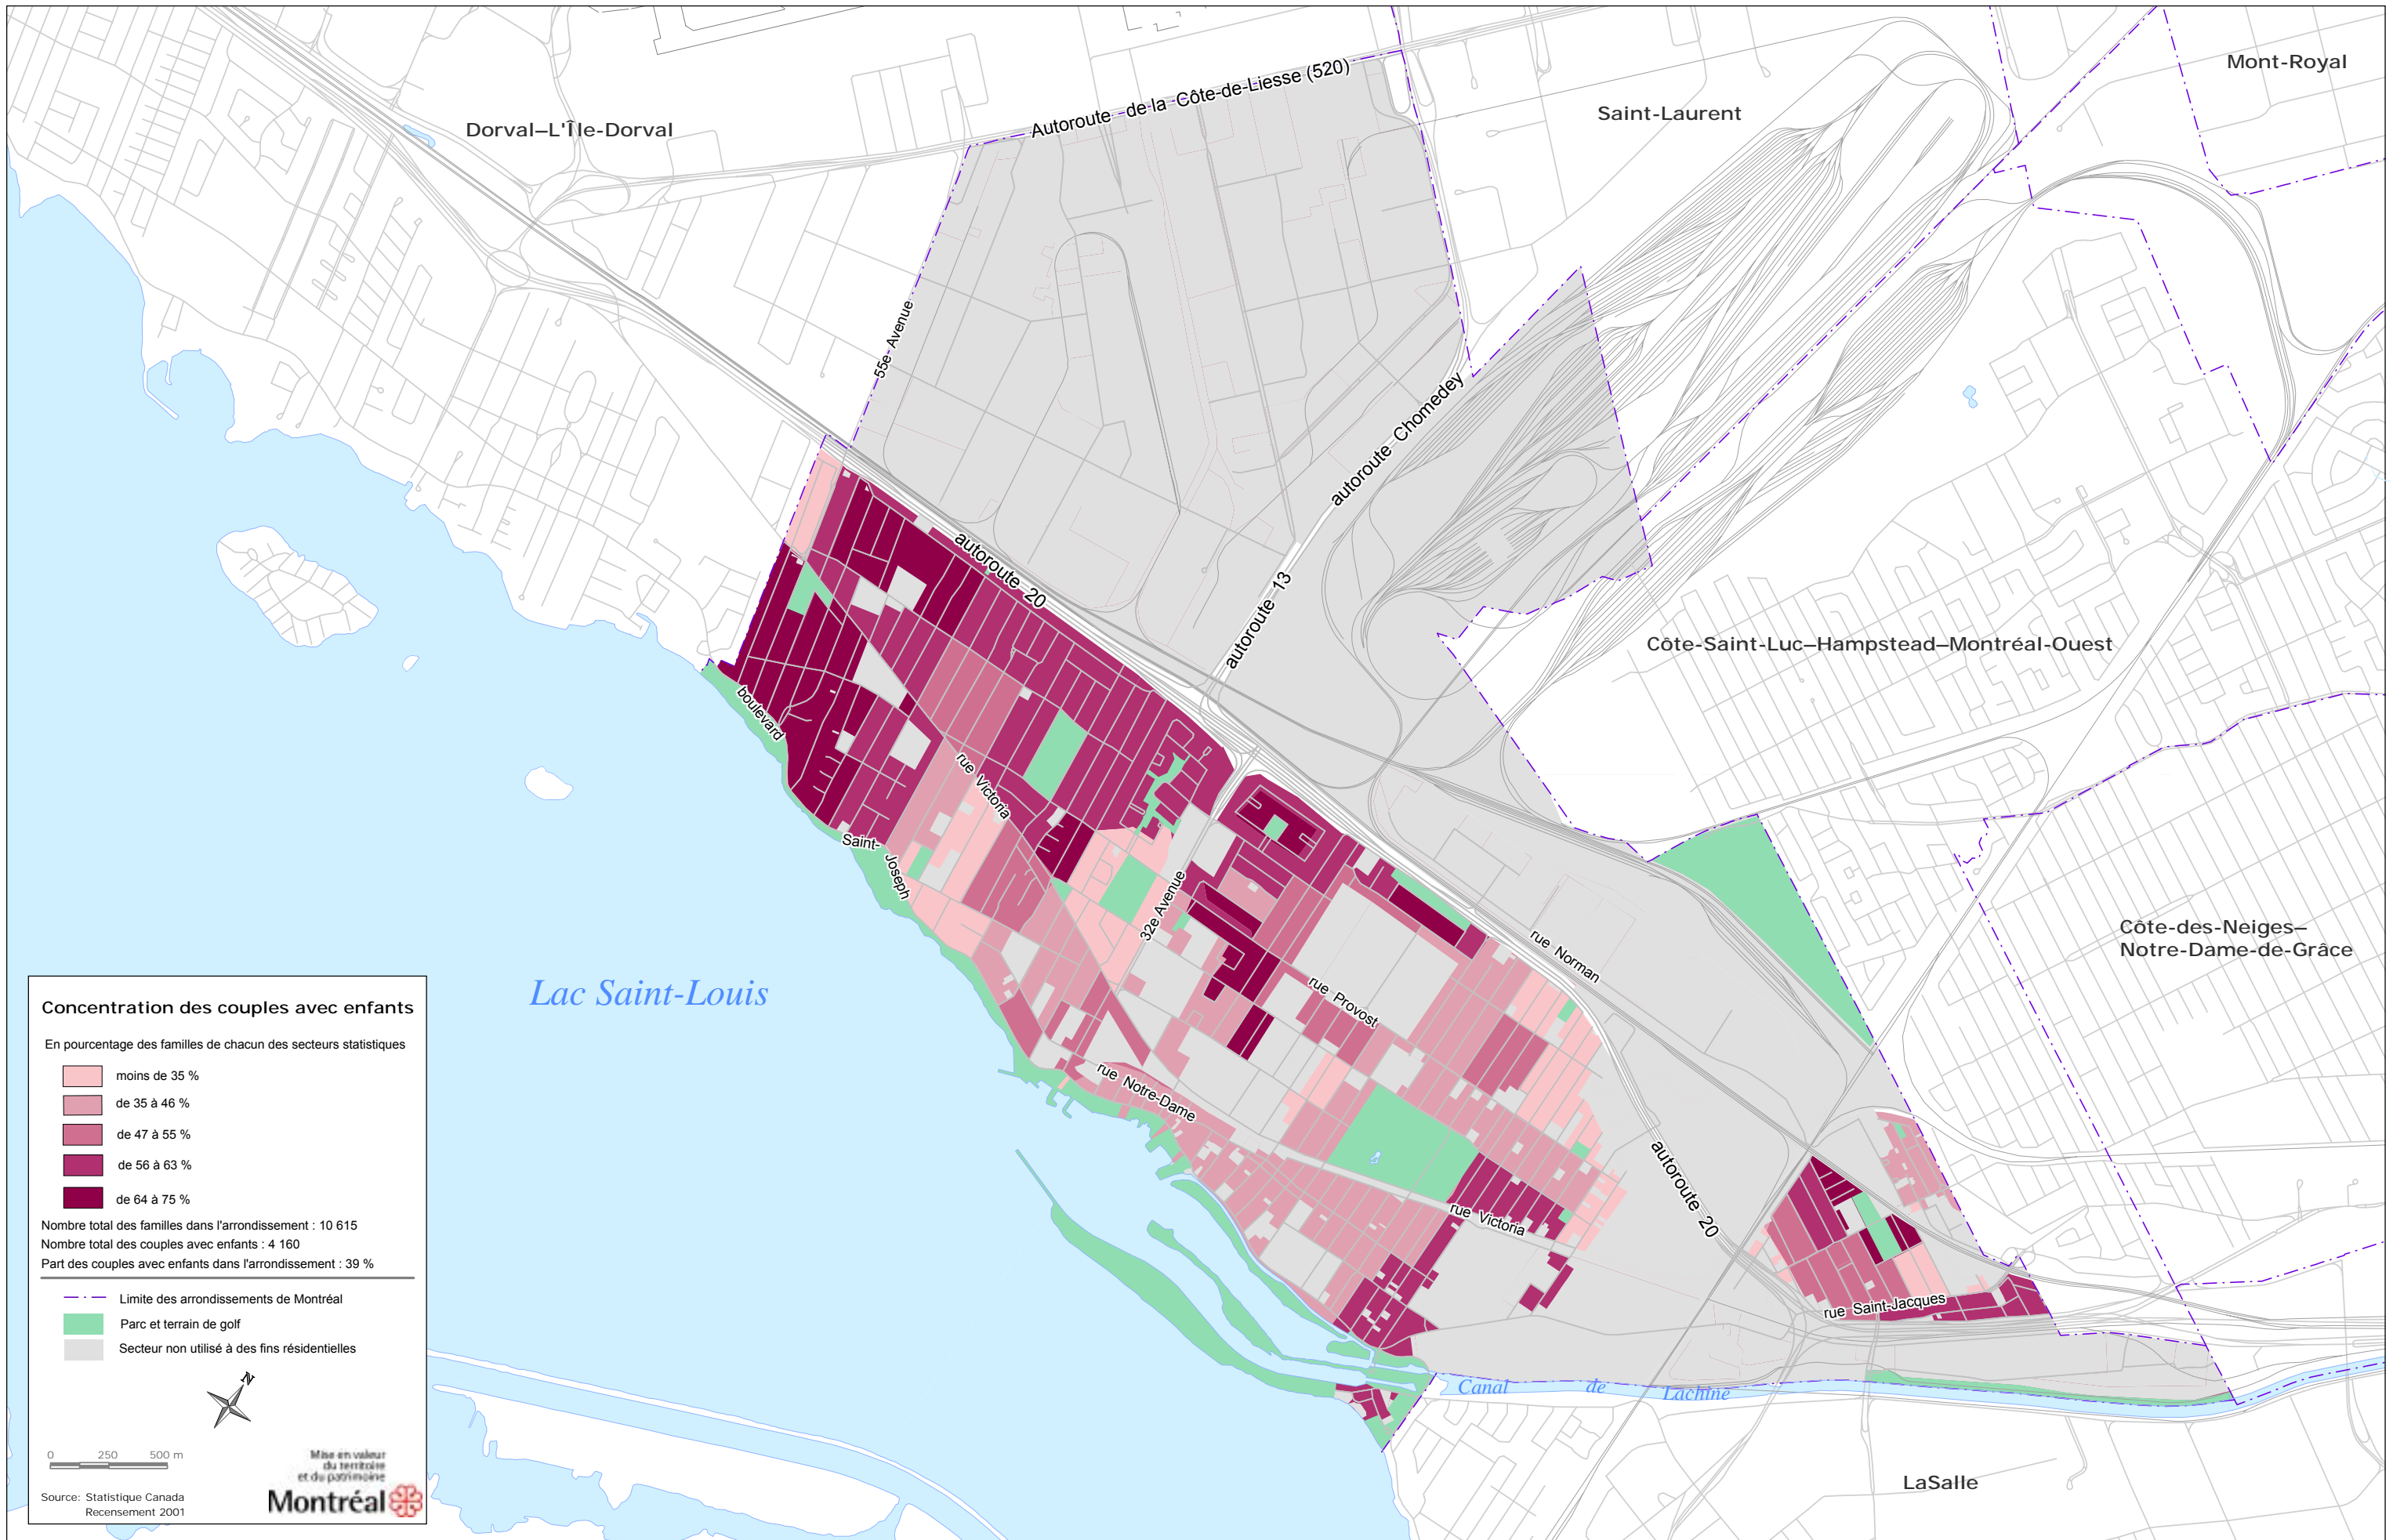 Mont-Royal
Saint-Laurent
Dorval–L'Île-Dorval
Autoroute de la Côte-de-Liesse (520)
55e Avenue
autoroute Chomedey
autoroute 20
autoroute 13
Côte-Saint-Luc–Hampstead–Montréal-Ouest
boulevard
Saint-
Joseph
rue Victoria
32e Avenue
rue Norman
rue Provost
Côte-des-Neiges–
Notre-Dame-de-Grâce
Lac Saint-Louis
rue Notre-Dame
rue Victoria
autoroute 20
rue Saint-Jacques
Canal de Lachine
LaSalle
Concentration des couples avec enfants
En pourcentage des familles de chacun des secteurs statistiques
moins de 35 %
de 35 à 46 %
de 47 à 55 %
de 56 à 63 %
de 64 à 75 %
Nombre total des familles dans l'arrondissement : 10 615
Nombre total des couples avec enfants : 4 160
Part des couples avec enfants dans l'arrondissement : 39 %
Limite des arrondissements de Montréal
Parc et terrain de golf
Secteur non utilisé à des fins résidentielles
N
0 250 500 m
Source: Statistique Canada
Recensement 2001
Mise en valeur
du territoire
et du patrimoine
Montréal